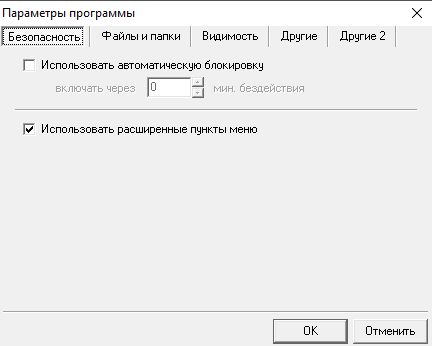 Параметры программы
Безопасность Файлы и папки Видимость Другие Другие 2
Использовать автоматическую блокировку
включать через 0 мин. бездействия
Использовать расширенные пункты меню
OK Отменить